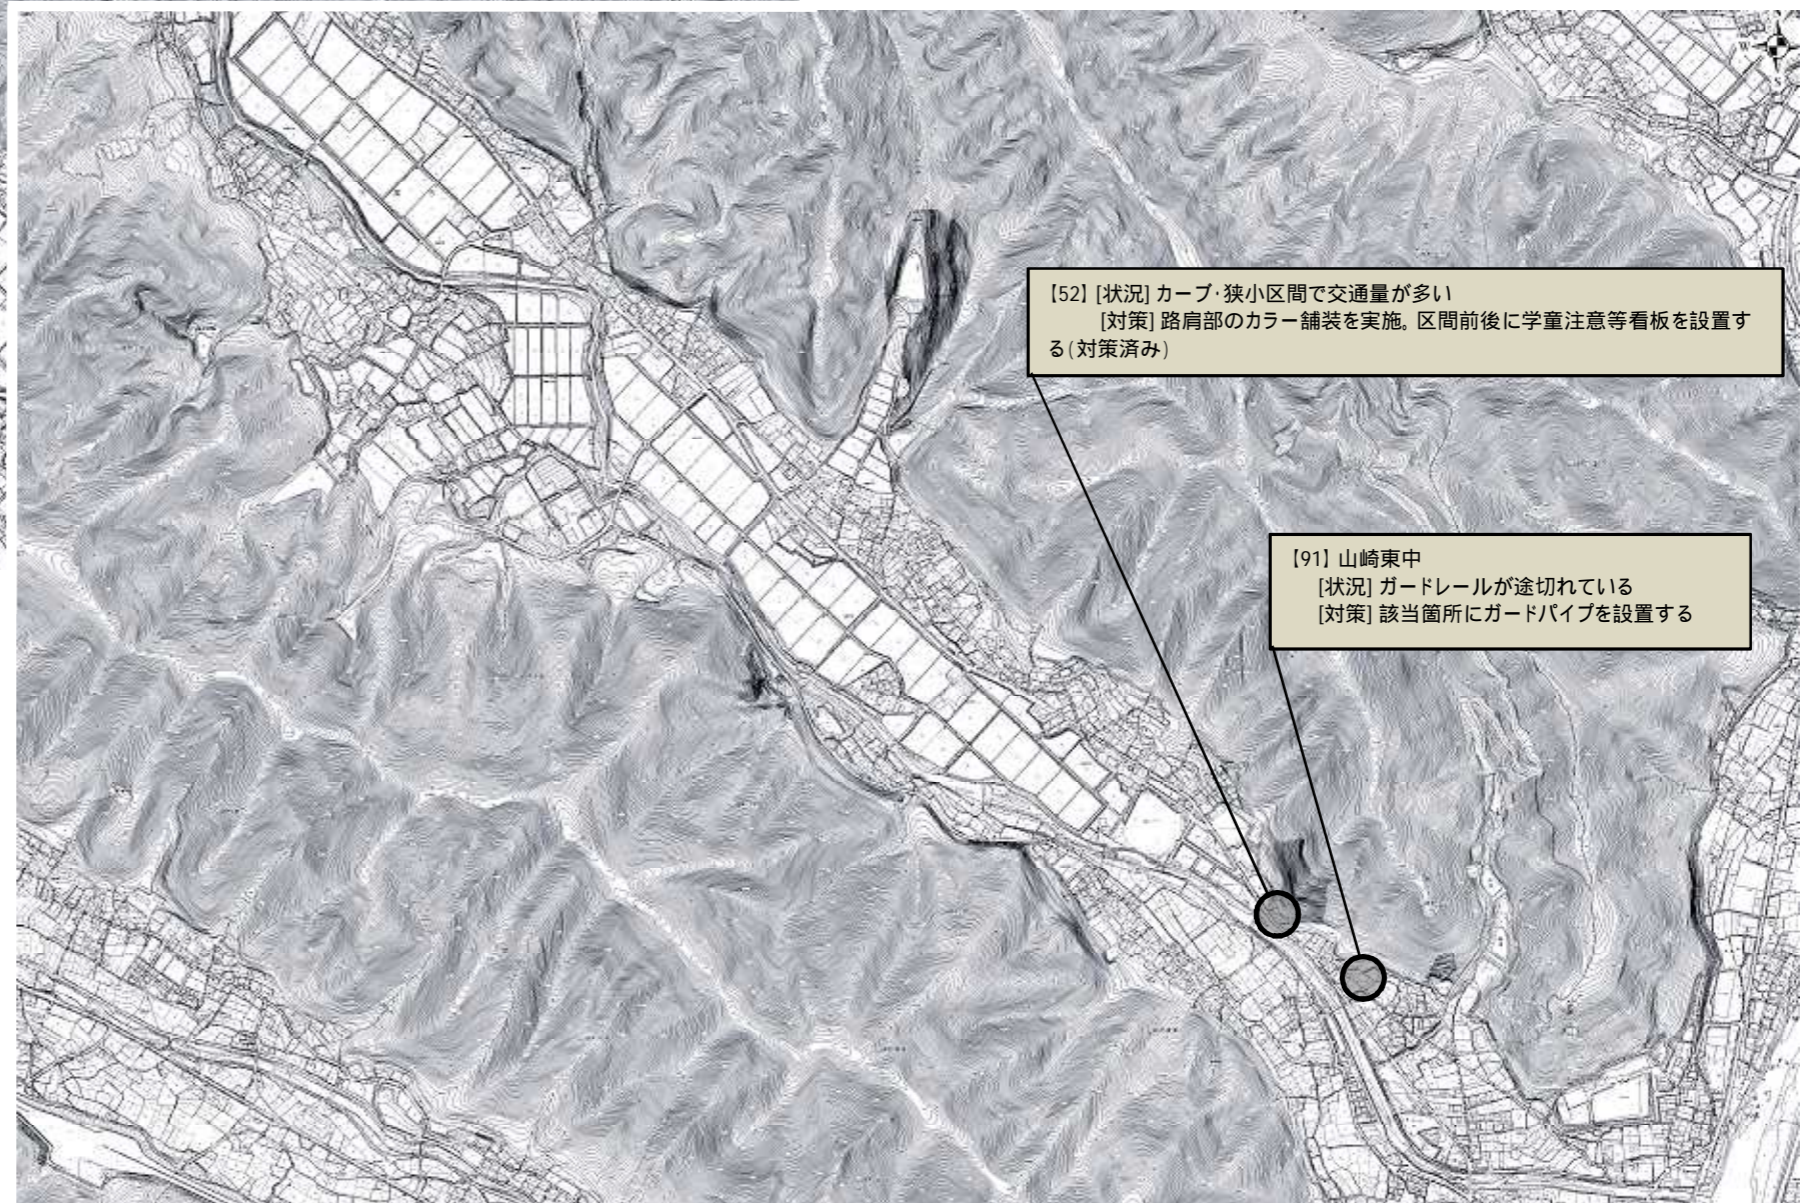 【52】 [状況] カーブ・狭小区間で交通量が多い
[対策] 路肩部のカラー舗装を実施。区間前後に学童注意等看板を設置す
る(対策済み)
【91】 山崎東中
[状況] ガードレールが途切れている
[対策] 該当箇所にガードパイプを設置する